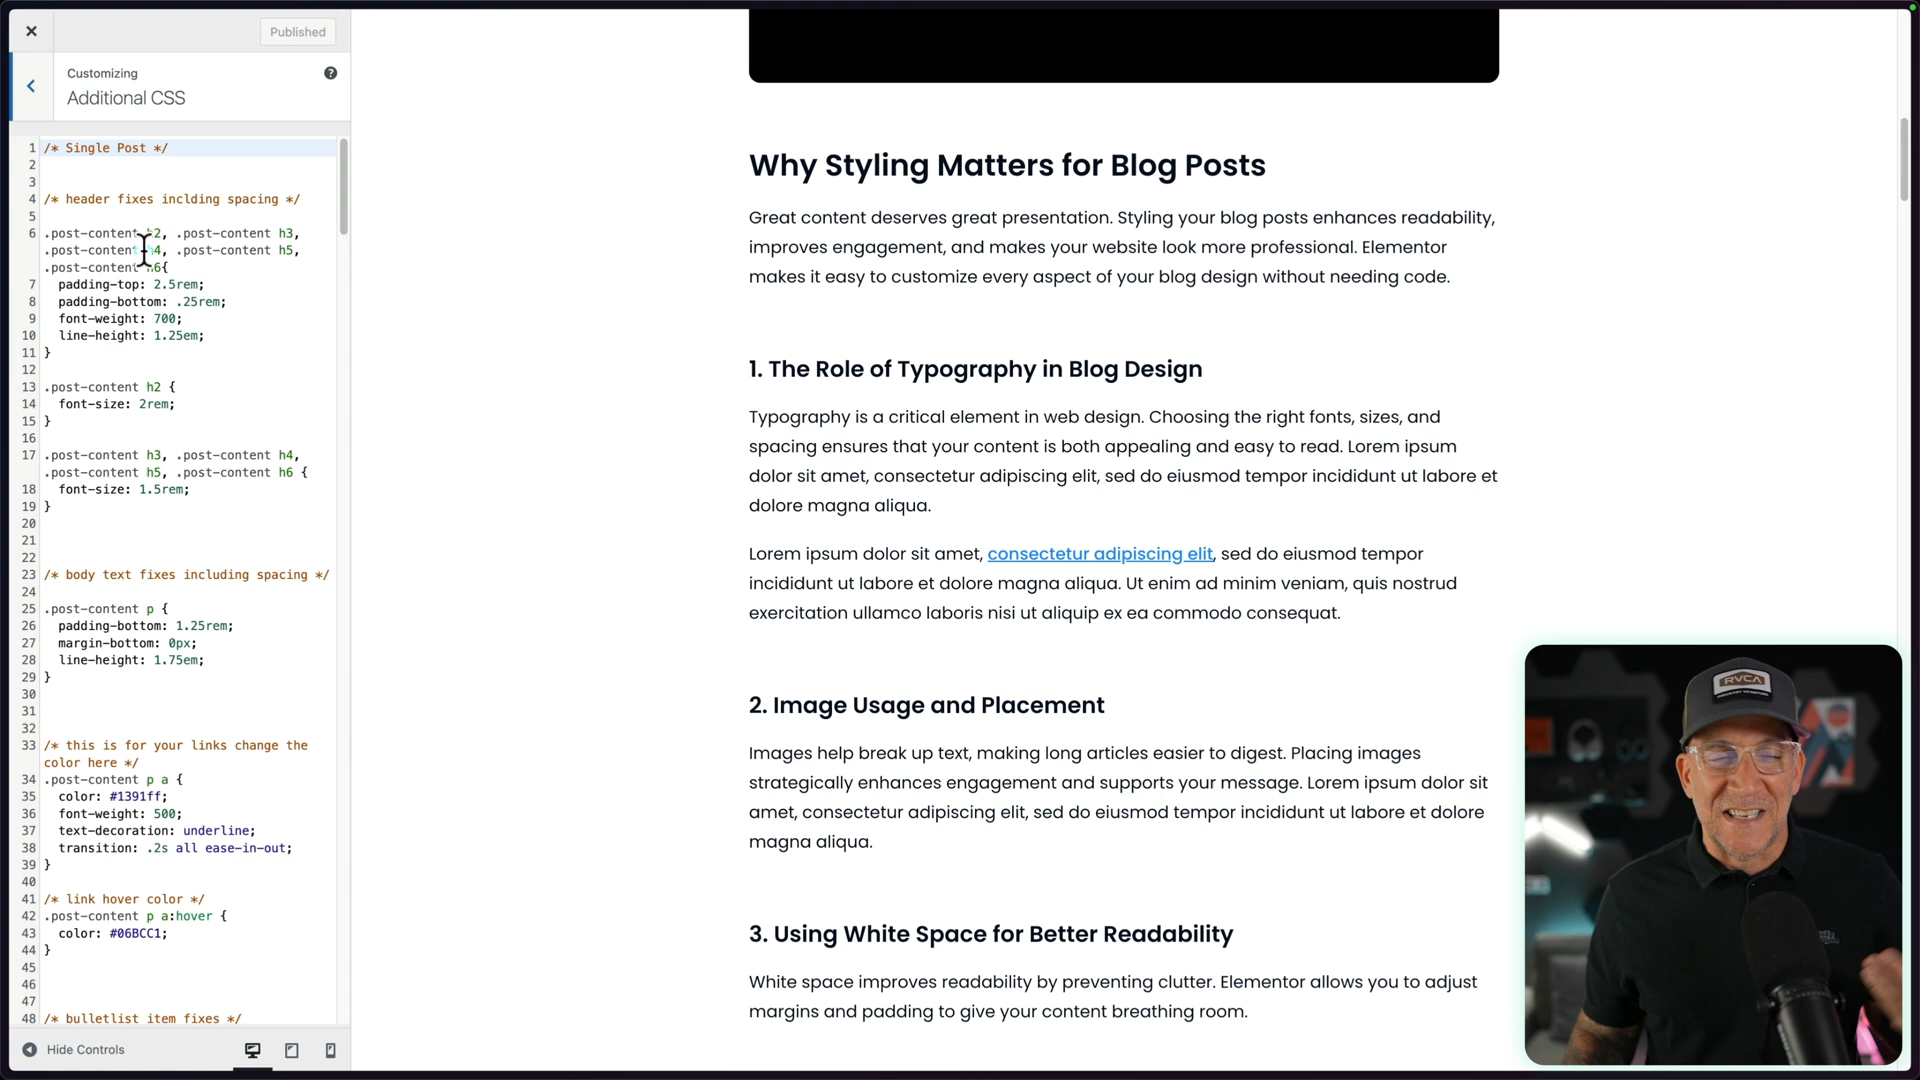 Published
Customizing
Additional CSS
1 /* Single Post */
2
3
4 /* header fixes inclding spacing */
5
6 .post-content h2, .post-content h3,
.post-content h4, .post-content h5,
.post-content h6{
7 padding-top: 2.5rem;
8 padding-bottom: .25rem;
9 font-weight: 700;
10 line-height: 1.25em;
11 }
12
13 .post-content h2 {
14 font-size: 2rem;
15 }
16
17 .post-content h3, .post-content h4,
.post-content h5, .post-content h6 {
18 font-size: 1.5rem;
19 }
20
21
22
23 /* body text fixes including spacing */
24
25 .post-content p {
26 padding-bottom: 1.25rem;
27 margin-bottom: 0px;
28 line-height: 1.75em;
29 }
30
31
32
33 /* this is for your links change the
color here */
34 .post-content p a {
35 color: #1391ff;
36 font-weight: 500;
37 text-decoration: underline;
38 transition: .2s all ease-in-out;
39 }
40
41 /* link hover color */
42 .post-content p a:hover {
43 color: #06BCC1;
44 }
45
46
47
48 /* bulletlist item fixes */
Hide Controls
Why Styling Matters for Blog Posts
Great content deserves great presentation. Styling your blog posts enhances readability,
improves engagement, and makes your website look more professional. Elementor
makes it easy to customize every aspect of your blog design without needing code.
1. The Role of Typography in Blog Design
Typography is a critical element in web design. Choosing the right fonts, sizes, and
spacing ensures that your content is both appealing and easy to read. Lorem ipsum
dolor sit amet, consectetur adipiscing elit, sed do eiusmod tempor incididunt ut labore et
dolore magna aliqua.
Lorem ipsum dolor sit amet, consectetur adipiscing elit, sed do eiusmod tempor
incididunt ut labore et dolore magna aliqua. Ut enim ad minim veniam, quis nostrud
exercitation ullamco laboris nisi ut aliquip ex ea commodo consequat.
2. Image Usage and Placement
Images help break up text, making long articles easier to digest. Placing images
strategically enhances engagement and supports your message. Lorem ipsum dolor sit
amet, consectetur adipiscing elit, sed do eiusmod tempor incididunt ut labore et dolore
magna aliqua.
3. Using White Space for Better Readability
White space improves readability by preventing clutter. Elementor allows you to adjust
margins and padding to give your content breathing room.
RVCA